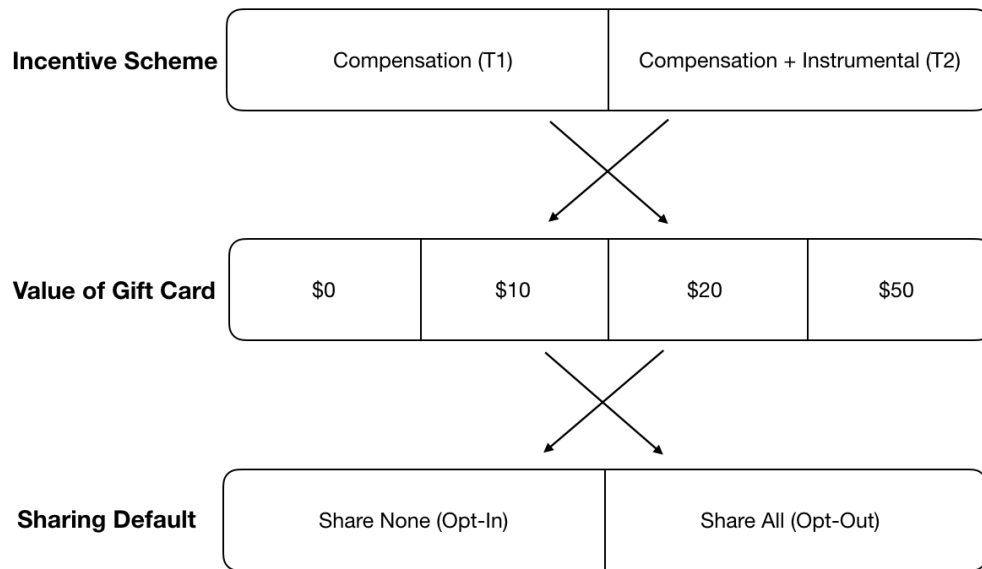 Incentive Scheme
Compensation (T1)
Compensation + Instrumental (T2)
Value of Gift Card
$0
$10
$20
$50
Sharing Default
Share None (Opt-In)
Share All (Opt-Out)